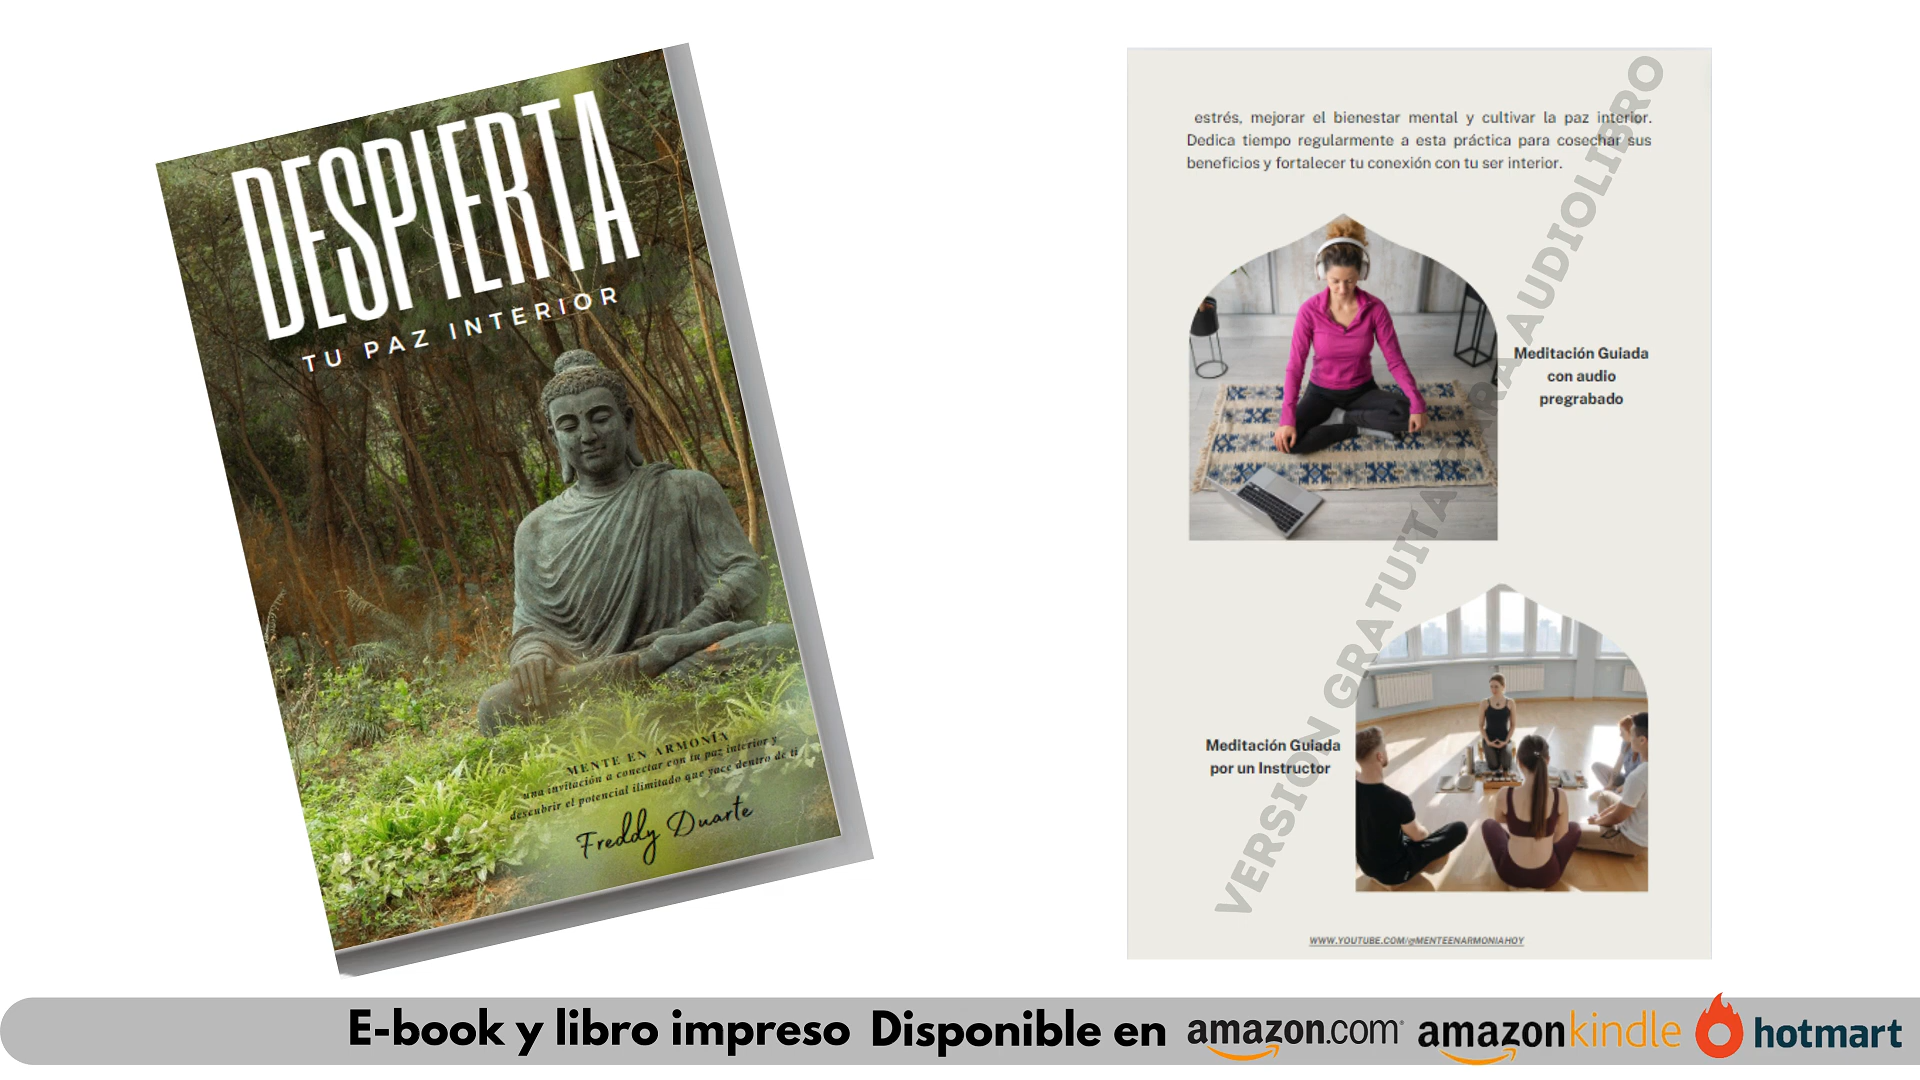 DESPIERTA
TU PAZ INTERIOR
MENTE EN ARMONÍA
una invitación a conectar con tu paz interior y
descubrir el potencial ilimitado que yace dentro de ti
Freddy Duarte
estrés, mejorar el bienestar mental y cultivar la paz interior.
Dedica tiempo regularmente a esta práctica para cosechar sus
beneficios y fortalecer tu conexión con tu ser interior.
Meditación Guiada
con audio
pregrabado
Meditación Guiada
por un Instructor
VERSION GRATUITA PARA AUDIOLIBRO
WWW.YOUTUBE.COM/@MENTEENARMONIAHOY
E-book y libro impreso Disponible en amazon.com amazonkindle hotmart